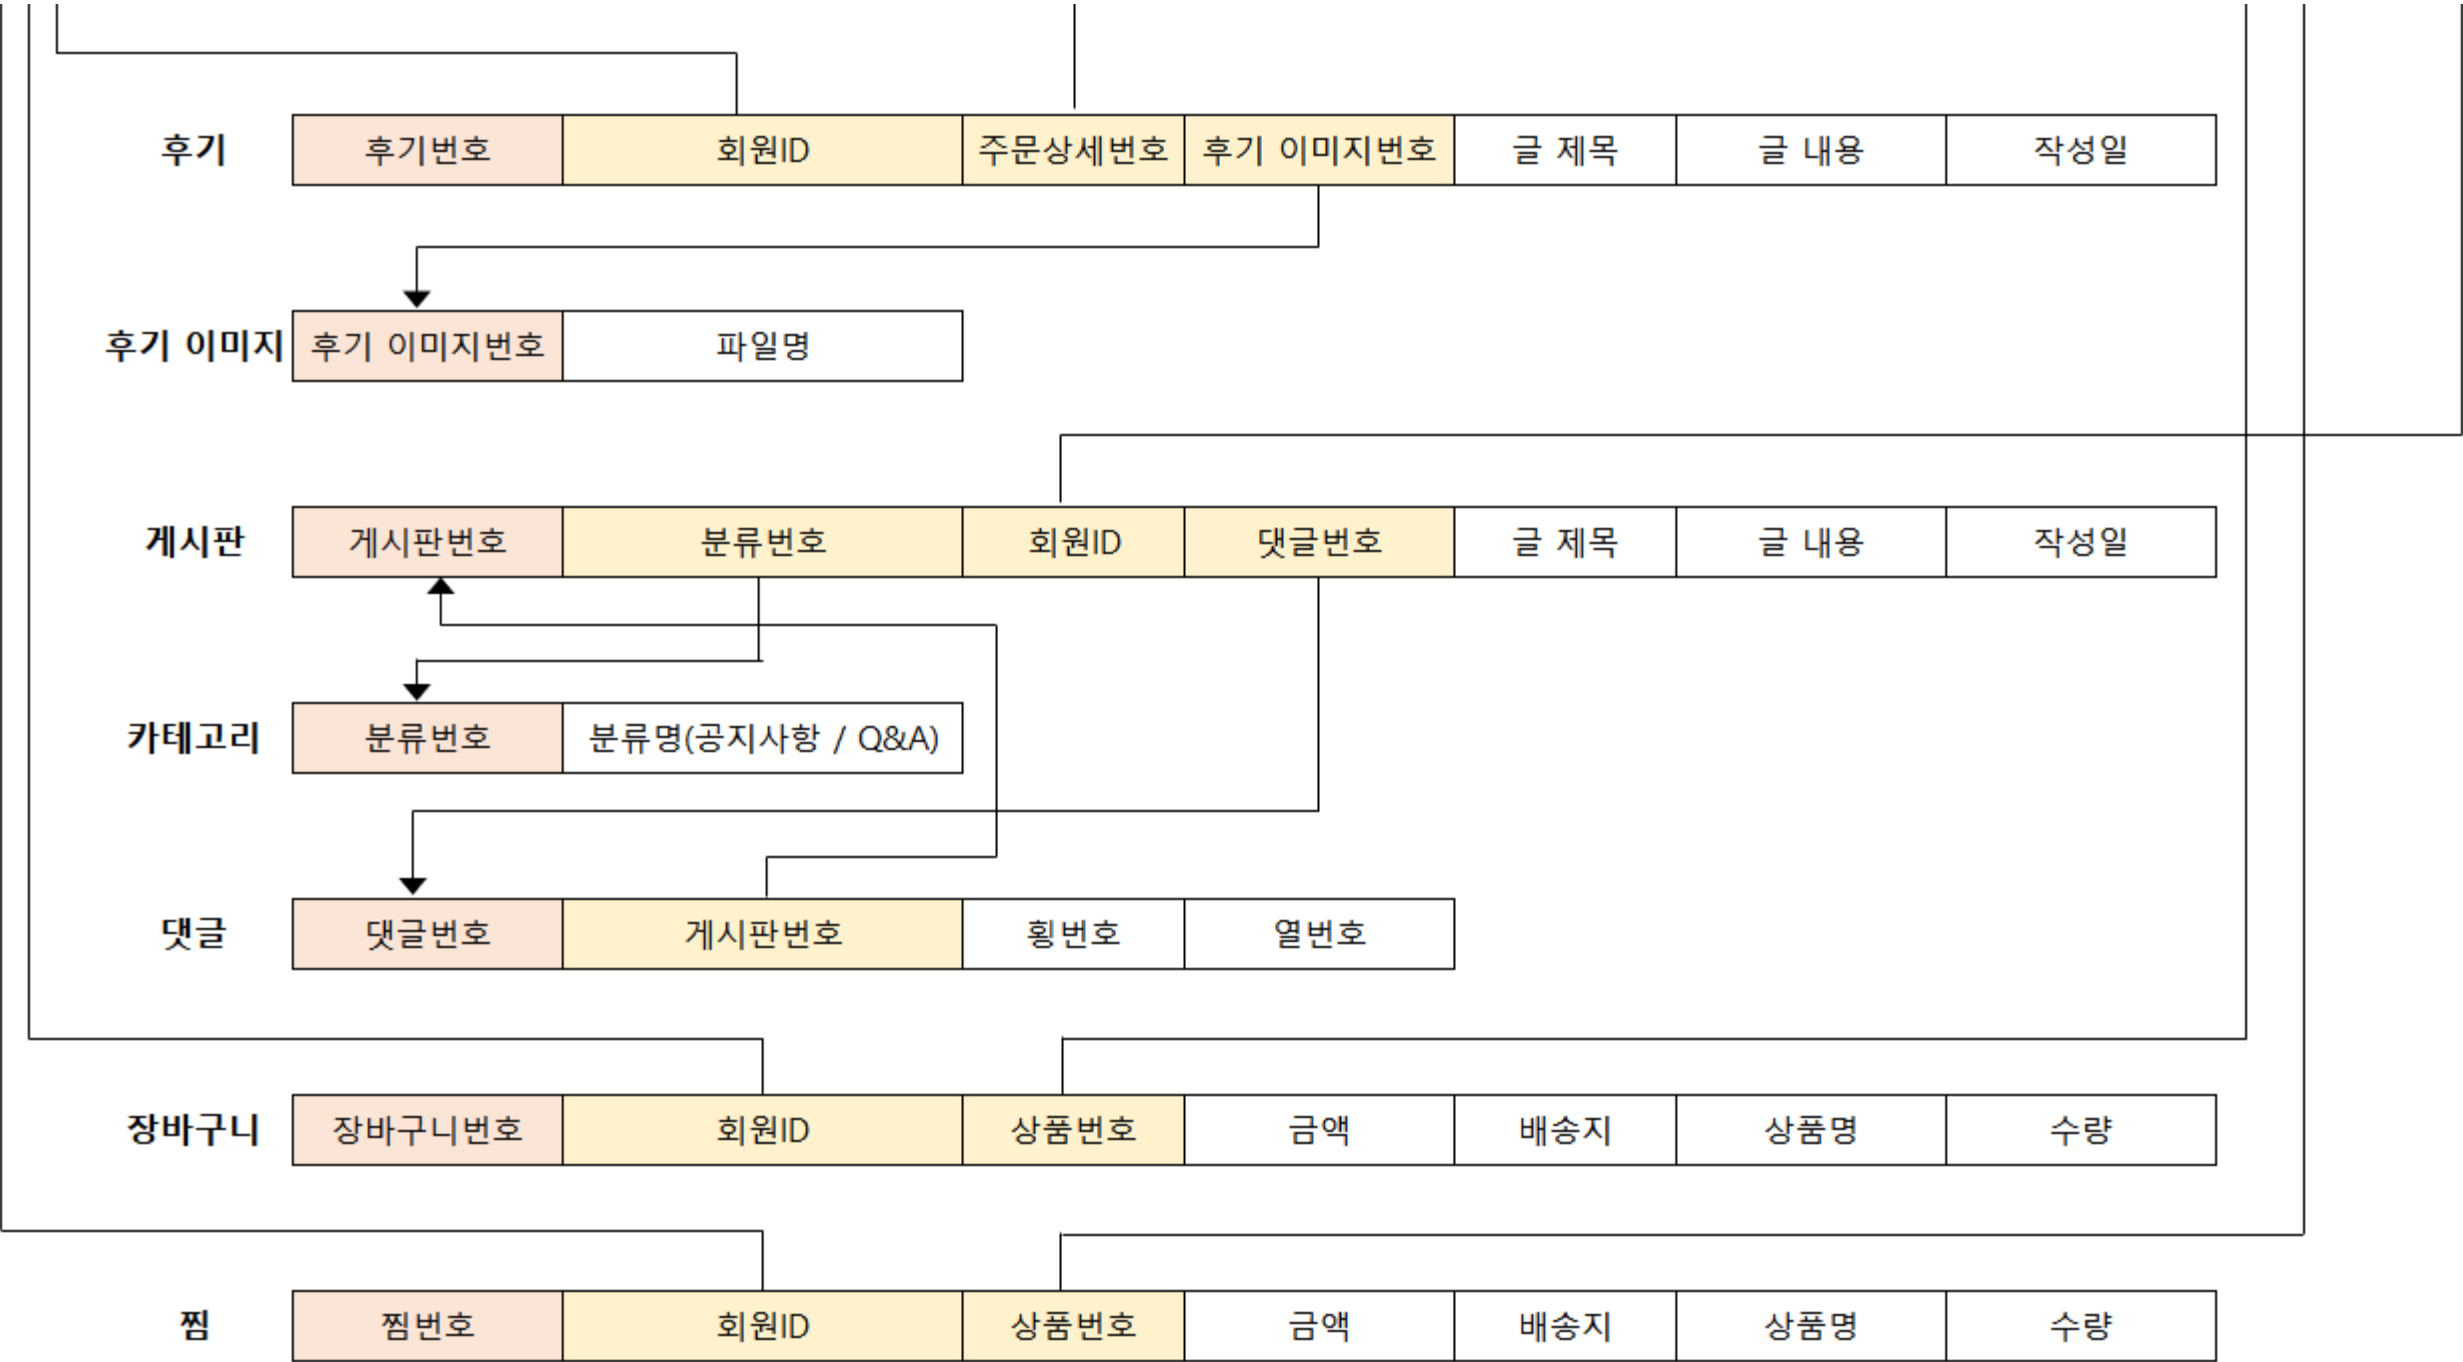 후기 후기번호 회원ID 주문상세번호 후기 이미지번호 글 제목 글 내용 작성일
후기 이미지 후기 이미지번호 파일명
게시판 게시판번호 분류번호 회원ID 댓글번호 글 제목 글 내용 작성일
카테고리 분류번호 분류명(공지사항 / Q&A)
댓글 댓글번호 게시판번호 횡번호 열번호
장바구니 장바구니번호 회원ID 상품번호 금액 배송지 상품명 수량
찜 찜번호 회원ID 상품번호 금액 배송지 상품명 수량